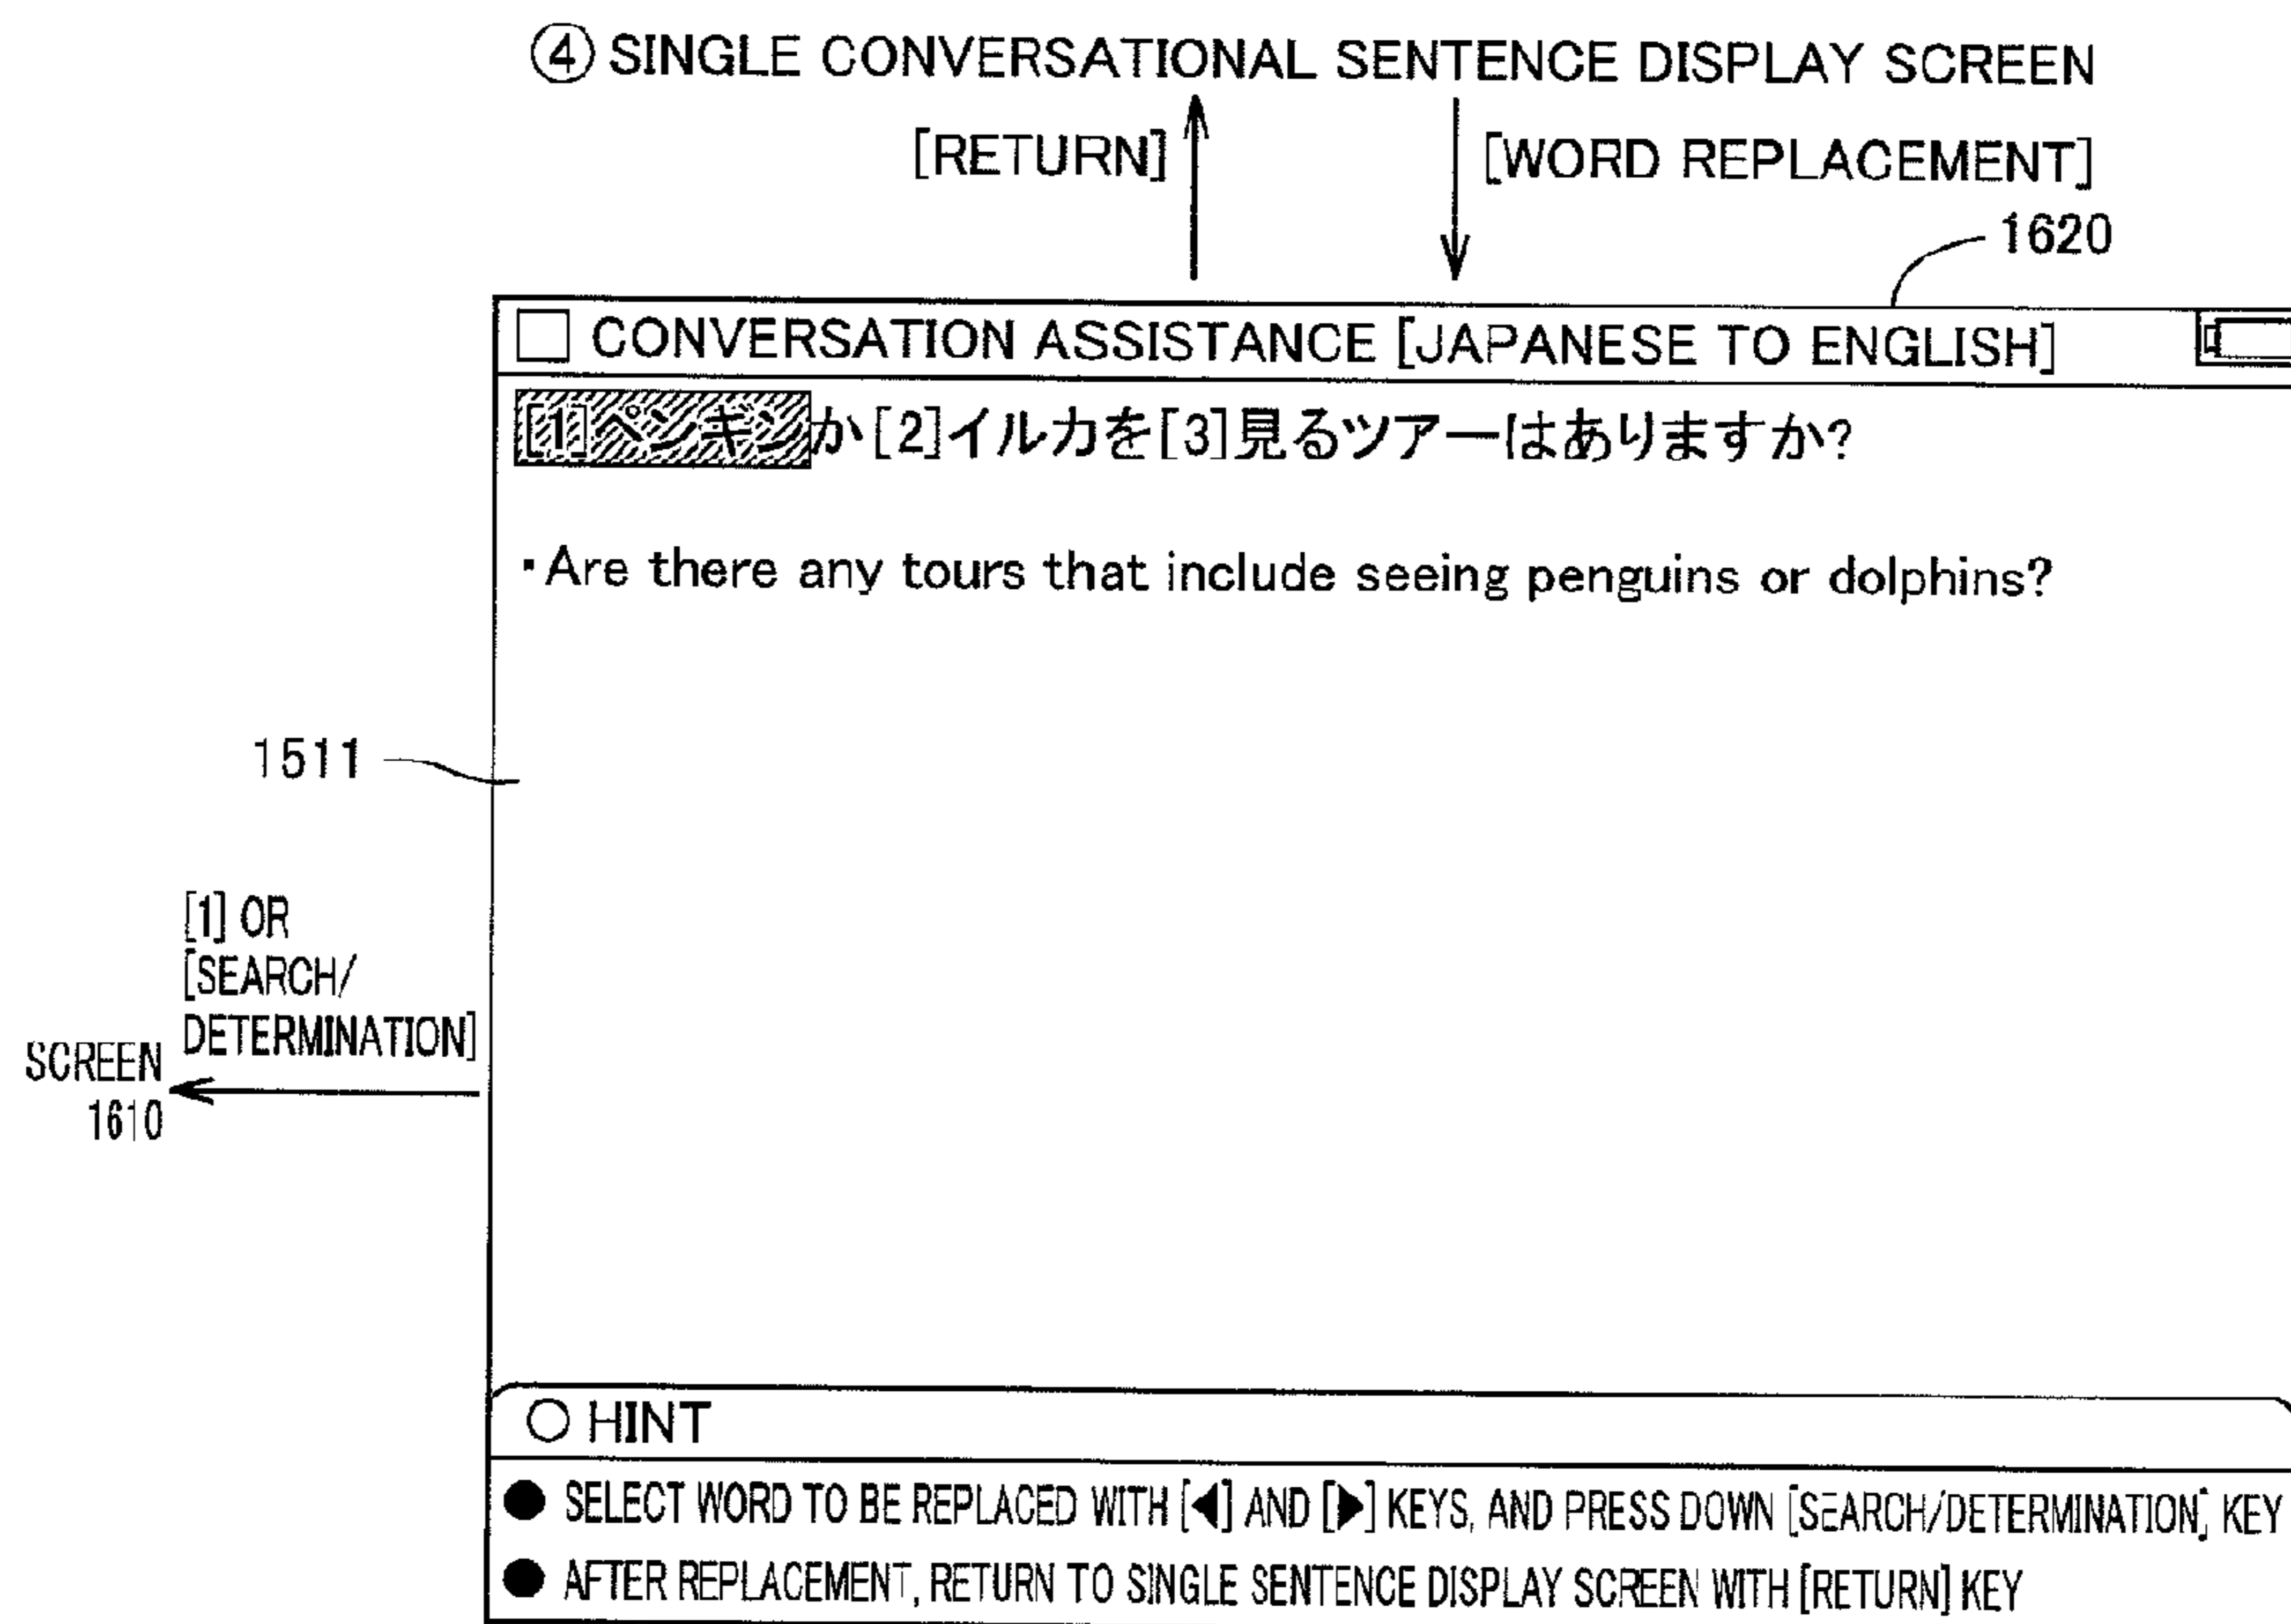 ④ SINGLE CONVERSATIONAL SENTENCE DISPLAY SCREEN
[RETURN]
[WORD REPLACEMENT]
1620
CONVERSATION ASSISTANCE [JAPANESE TO ENGLISH]
[1]ペンギンか[2]イルカを[3]見るツアーはありますか?
・Are there any tours that include seeing penguins or dolphins?
1511
[1] OR
[SEARCH/
DETERMINATION]
SCREEN
1610
HINT
● SELECT WORD TO BE REPLACED WITH [◀] AND [▶] KEYS, AND PRESS DOWN [SEARCH/DETERMINATION] KEY
● AFTER REPLACEMENT, RETURN TO SINGLE SENTENCE DISPLAY SCREEN WITH [RETURN] KEY